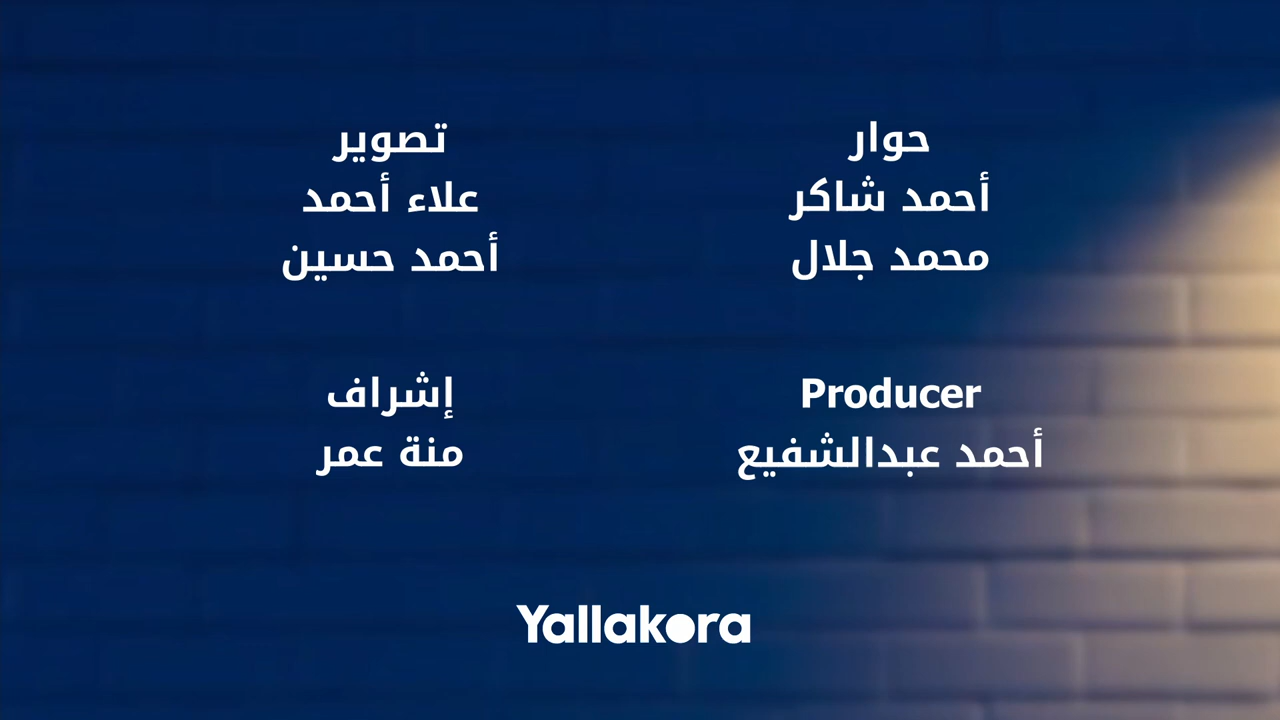 حوار
أحمد شاكر
محمد جلال
تصوير
علاء أحمد
أحمد حسين
Producer
أحمد عبدالشفيع
إشراف
منة عمر
Yallakora